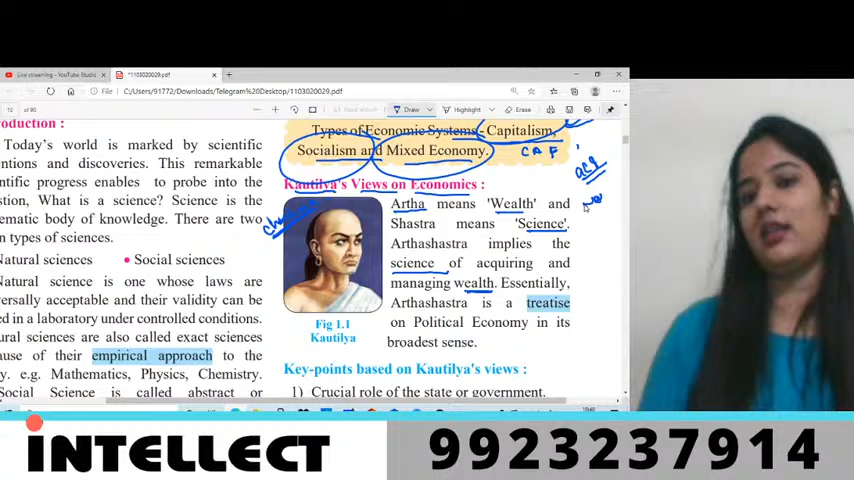 Live streaming - YouTube Studio
*1103020029.pdf
File
C:/Users/91772/Downloads/Telegram%20Desktop/1103020029.pdf
10 of 90
Draw
Highlight
Erase
roduction :
Today's world is marked by scientific
entions and discoveries. This remarkable
entific progress enables to probe into the
estion, What is a science? Science is the
ematic body of knowledge. There are two
n types of sciences.
Natural sciences • Social sciences
Natural science is one whose laws are
versally acceptable and their validity can be
ed in a laboratory under controlled conditions.
ural sciences are also called exact sciences
ause of their empirical approach to the
y. e.g. Mathematics, Physics, Chemistry.
Social Science is called abstract or
Types of Economic Systems - Capitalism,
Socialism and Mixed Economy.
Kautilya's Views on Economics :
Artha means 'Wealth' and
Shastra means 'Science'.
Arthashastra implies the
science of acquiring and
managing wealth. Essentially,
Arthashastra is a treatise
on Political Economy in its
broadest sense.
Fig 1.1
Kautilya
Key-points based on Kautilya's views :
1) Crucial role of the state or government.
INTELLECT
9923237914